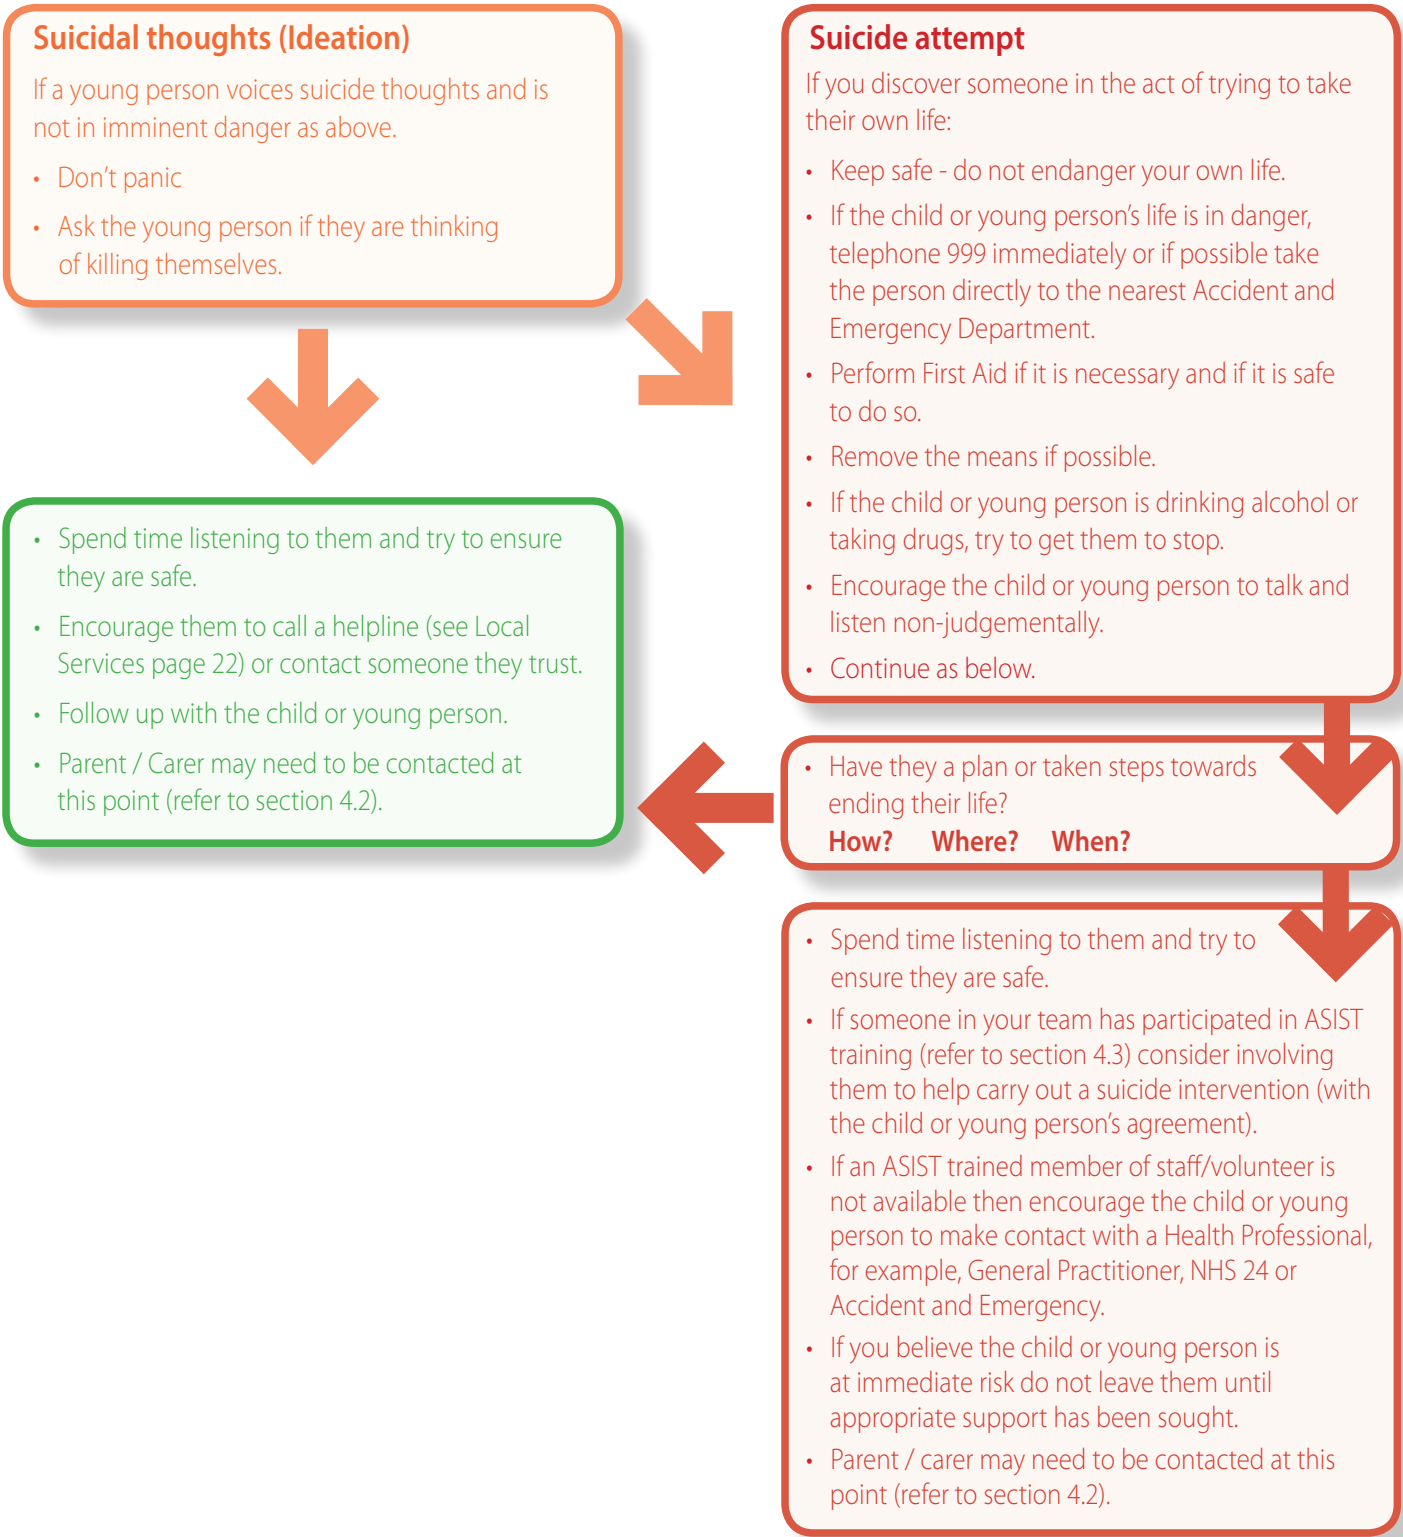 Suicidal thoughts (Ideation)
If a young person voices suicide thoughts and is
not in imminent danger as above.
• Don't panic
• Ask the young person if they are thinking
of killing themselves.
• Spend time listening to them and try to ensure
they are safe.
• Encourage them to call a helpline (see Local
Services page 22) or contact someone they trust.
• Follow up with the child or young person.
• Parent / Carer may need to be contacted at
this point (refer to section 4.2).
Suicide attempt
If you discover someone in the act of trying to take
their own life:
• Keep safe - do not endanger your own life.
• If the child or young person's life is in danger,
telephone 999 immediately or if possible take
the person directly to the nearest Accident and
Emergency Department.
• Perform First Aid if it is necessary and if it is safe
to do so.
• Remove the means if possible.
• If the child or young person is drinking alcohol or
taking drugs, try to get them to stop.
• Encourage the child or young person to talk and
listen non-judgementally.
• Continue as below.
• Have they a plan or taken steps towards
ending their life?
How? Where? When?
• Spend time listening to them and try to
ensure they are safe.
• If someone in your team has participated in ASIST
training (refer to section 4.3) consider involving
them to help carry out a suicide intervention (with
the child or young person's agreement).
• If an ASIST trained member of staff/volunteer is
not available then encourage the child or young
person to make contact with a Health Professional,
for example, General Practitioner, NHS 24 or
Accident and Emergency.
• If you believe the child or young person is
at immediate risk do not leave them until
appropriate support has been sought.
• Parent / carer may need to be contacted at this
point (refer to section 4.2).